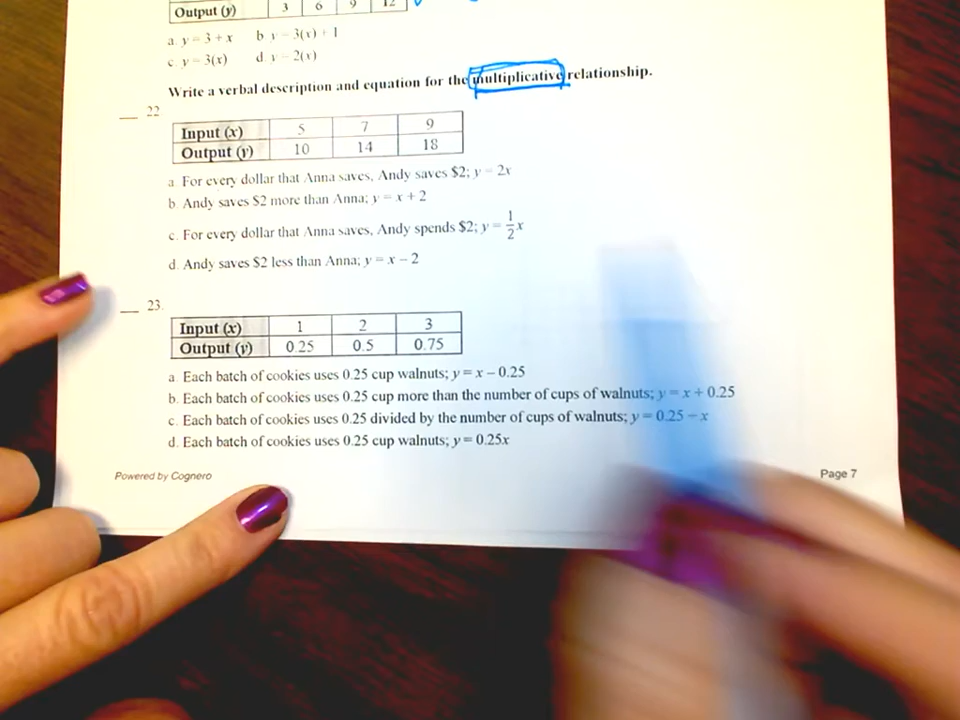 Output (y) 3 6 9 12
a. y = 3 + x b y = 3(x) + 1
c. y = 3(x) d. y = 2(x)
Write a verbal description and equation for the multiplicative relationship.
22
Input (x) 5 7 9
Output (y) 10 14 18
a. For every dollar that Anna saves, Andy saves $2; y = 2x
b. Andy saves $2 more than Anna; y = x + 2
c. For every dollar that Anna saves, Andy spends $2; y = 1/2 x
d. Andy saves $2 less than Anna; y = x − 2
23.
Input (x) 1 2 3
Output (y) 0.25 0.5 0.75
a. Each batch of cookies uses 0.25 cup walnuts; y = x − 0.25
b. Each batch of cookies uses 0.25 cup more than the number of cups of walnuts; y = x + 0.25
c. Each batch of cookies uses 0.25 divided by the number of cups of walnuts; y = 0.25 ÷ x
d. Each batch of cookies uses 0.25 cup walnuts; y = 0.25x
Powered by Cognero Page 7